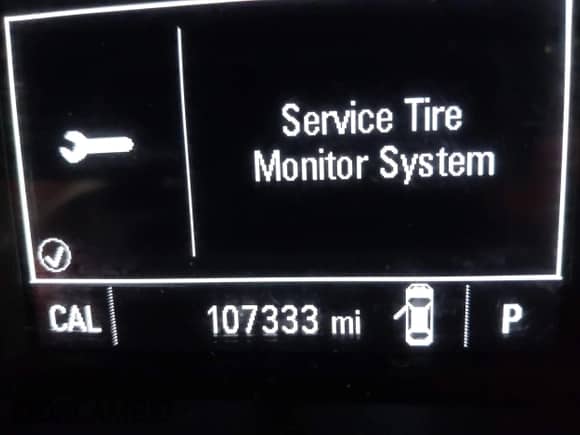 Service Tire
Monitor System
CAL 107333 mi P